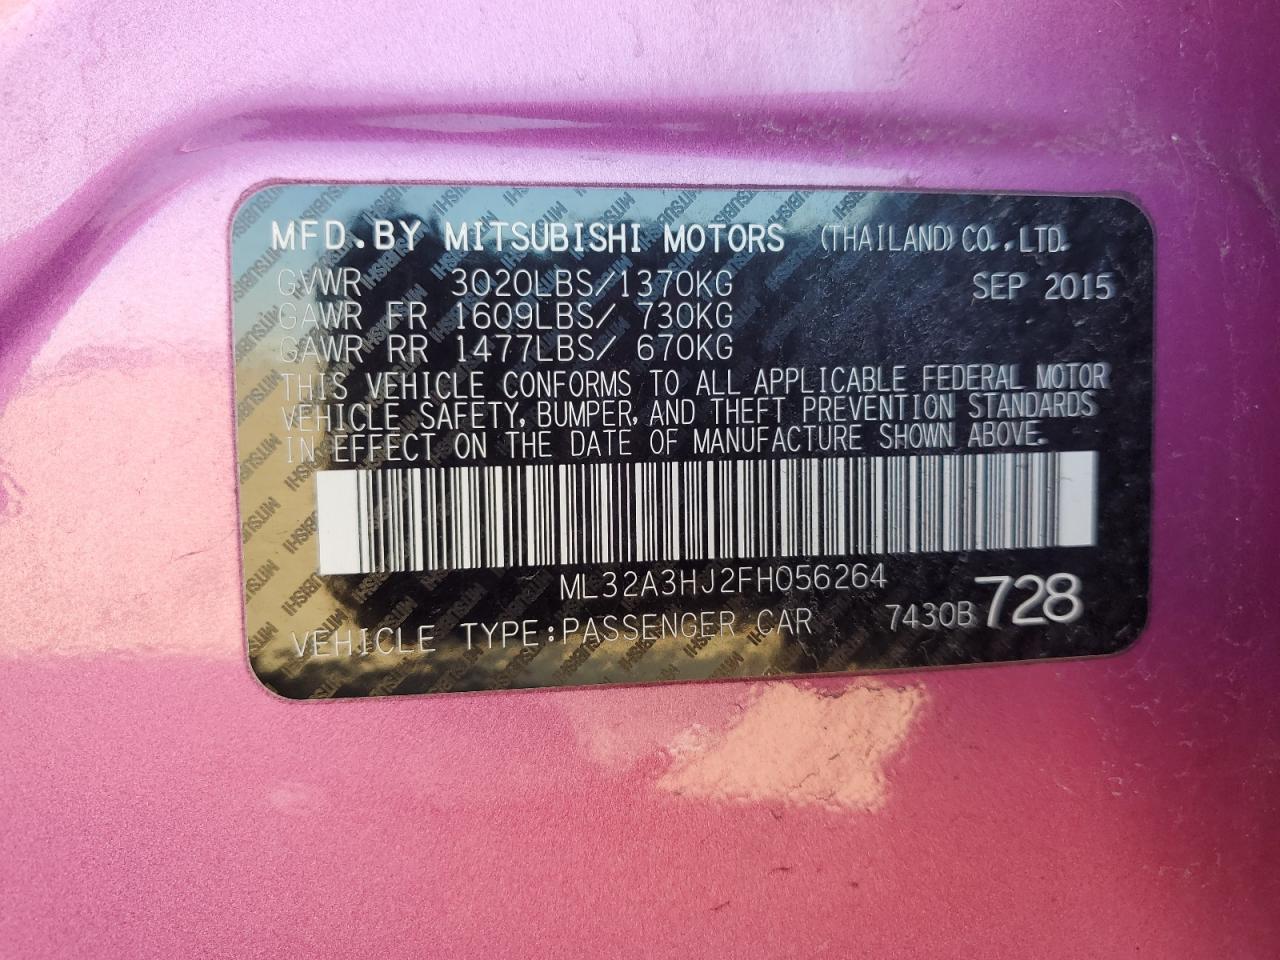 MFD.BY MITSUBISHI MOTORS (THAILAND) CO.,LTD.
GVWR 3020LBS/1370KG SEP 2015
GAWR FR 1609LBS/ 730KG
GAWR RR 1477LBS/ 670KG
THIS VEHICLE CONFORMS TO ALL APPLICABLE FEDERAL MOTOR
VEHICLE SAFETY, BUMPER, AND THEFT PREVENTION STANDARDS
IN EFFECT ON THE DATE OF MANUFACTURE SHOWN ABOVE.
ML32A3HJ2FH056264
VEHICLE TYPE:PASSENGER CAR 7430B 728